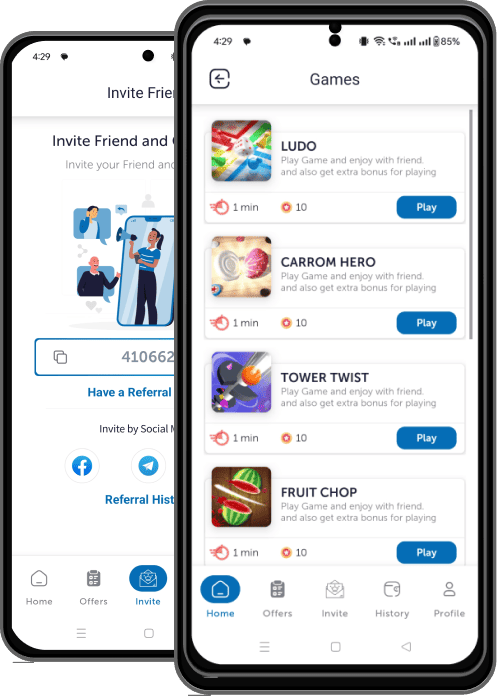 4:29
Invite Frie
Invite Friend and
Invite your Friend and
410662
Have a Referral
Invite by Social M
Referral Hist
Home Offers Invite
4:29 85%
Games
LUDO
Play Game and enjoy with friend.
and also get extra bonus for playing
1 min 10 Play
CARROM HERO
Play Game and enjoy with friend.
and also get extra bonus for playing
1 min 10 Play
TOWER TWIST
Play Game and enjoy with friend.
and also get extra bonus for playing
1 min 10 Play
FRUIT CHOP
Play Game and enjoy with friend.
and also get extra bonus for playing
1 min 10 Play
Home Offers Invite History Profile